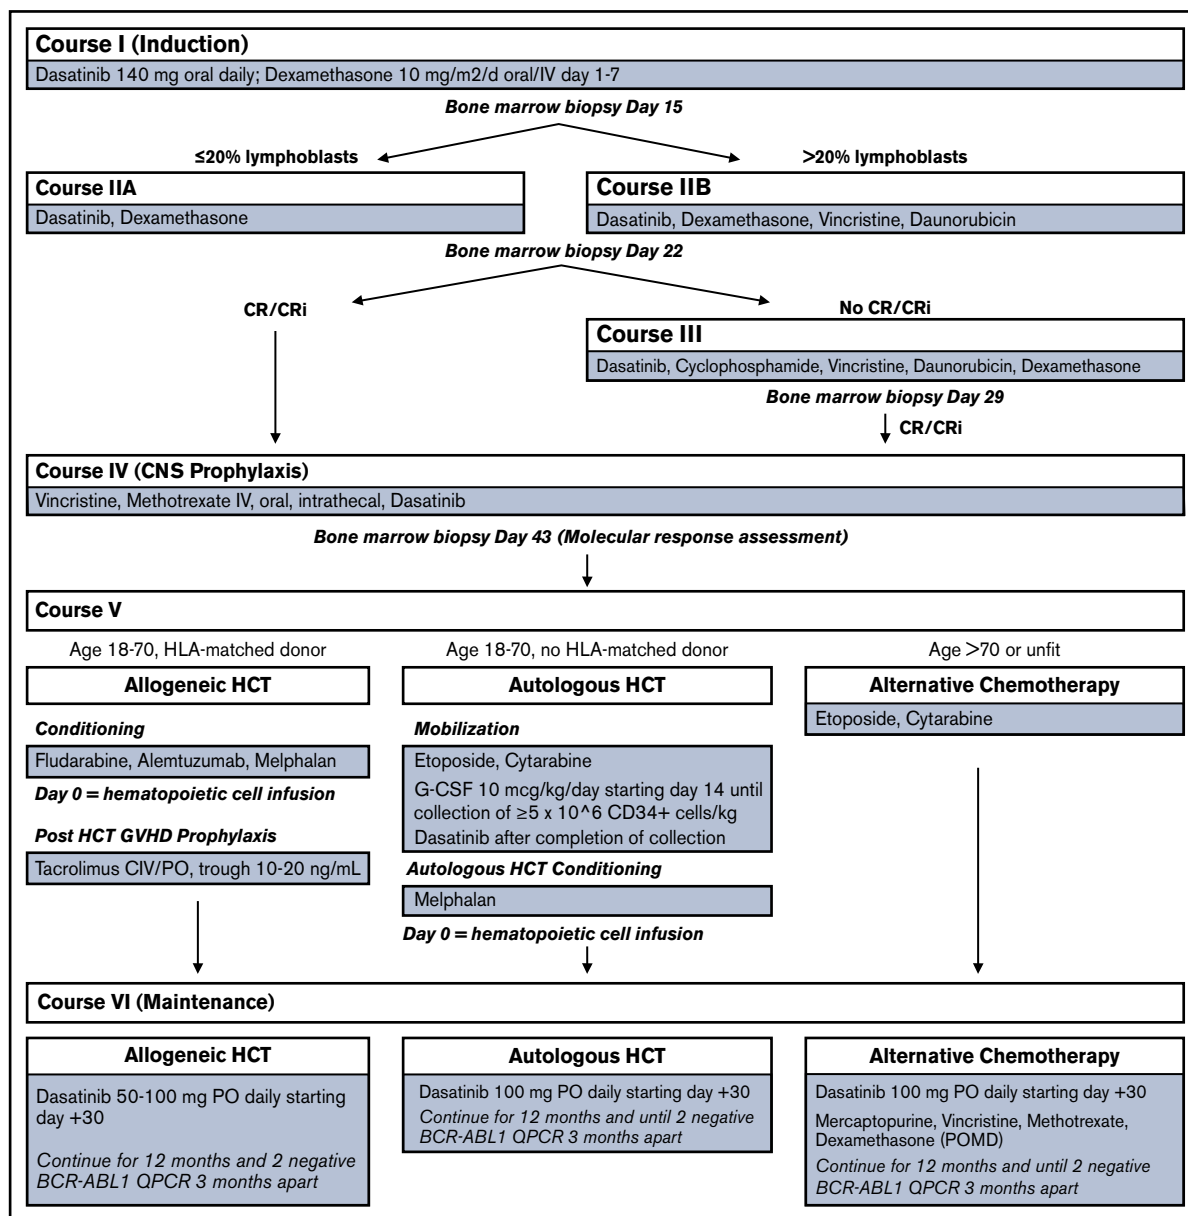 Course I (Induction)
Dasatinib 140 mg oral daily; Dexamethasone 10 mg/m2/d oral/IV day 1-7
Bone marrow biopsy Day 15
≤20% lymphoblasts
>20% lymphoblasts
Course IIA
Dasatinib, Dexamethasone
Course IIB
Dasatinib, Dexamethasone, Vincristine, Daunorubicin
Bone marrow biopsy Day 22
CR/CRi
No CR/CRi
Course III
Dasatinib, Cyclophosphamide, Vincristine, Daunorubicin, Dexamethasone
Bone marrow biopsy Day 29
CR/CRi
Course IV (CNS Prophylaxis)
Vincristine, Methotrexate IV, oral, intrathecal, Dasatinib
Bone marrow biopsy Day 43 (Molecular response assessment)
Course V
Age 18-70, HLA-matched donor
Allogeneic HCT
Conditioning
Fludarabine, Alemtuzumab, Melphalan
Day 0 = hematopoietic cell infusion
Post HCT GVHD Prophylaxis
Tacrolimus CIV/PO, trough 10-20 ng/mL
Age 18-70, no HLA-matched donor
Autologous HCT
Mobilization
Etoposide, Cytarabine
G-CSF 10 mcg/kg/day starting day 14 until
collection of ≥5 x 10^6 CD34+ cells/kg
Dasatinib after completion of collection
Autologous HCT Conditioning
Melphalan
Day 0 = hematopoietic cell infusion
Age >70 or unfit
Alternative Chemotherapy
Etoposide, Cytarabine
Course VI (Maintenance)
Allogeneic HCT
Dasatinib 50-100 mg PO daily starting
day +30
Continue for 12 months and 2 negative
BCR-ABL1 QPCR 3 months apart
Autologous HCT
Dasatinib 100 mg PO daily starting day +30
Continue for 12 months and until 2 negative
BCR-ABL1 QPCR 3 months apart
Alternative Chemotherapy
Dasatinib 100 mg PO daily starting day +30
Mercaptopurine, Vincristine, Methotrexate,
Dexamethasone (POMD)
Continue for 12 months and until 2 negative
BCR-ABL1 QPCR 3 months apart